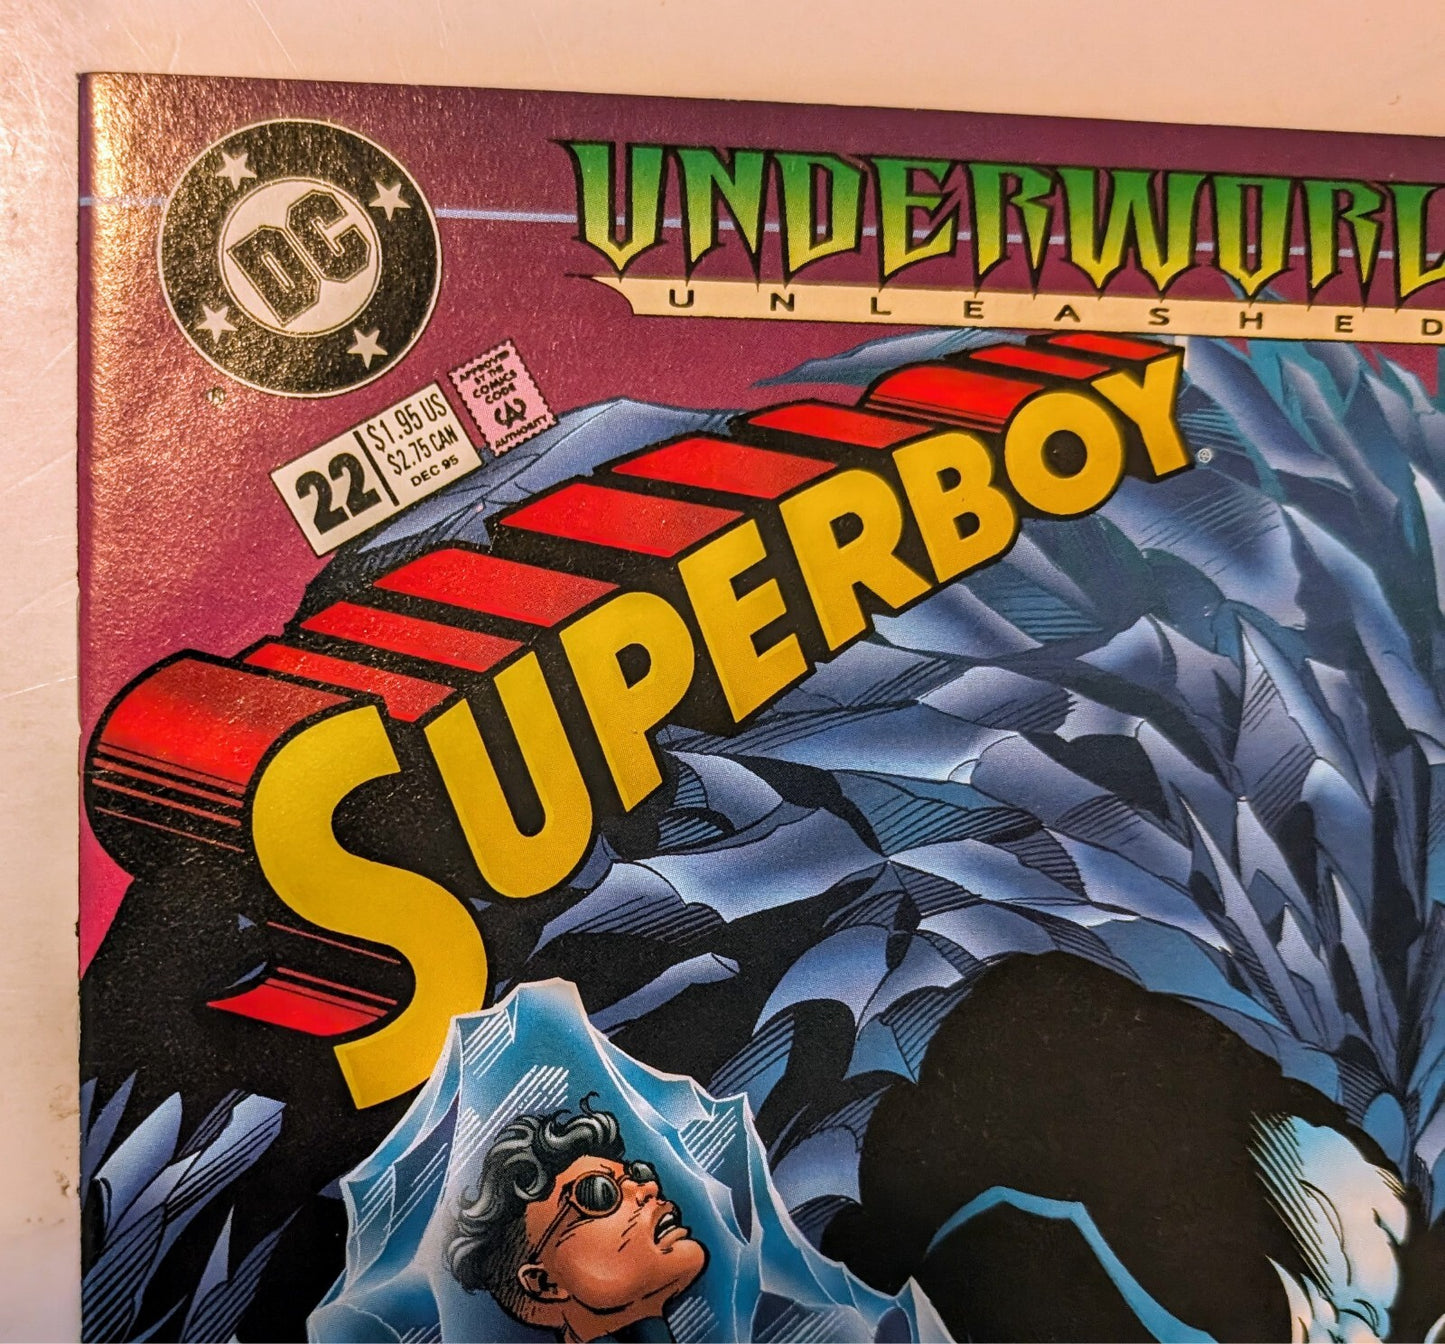 DC
®
UNDERWORL
UNLEASHED
22
$1.95 US
$2.75 CAN
DEC 95
APPROVED
BY THE
COMICS
CODE
CA
AUTHORITY
SUPERBOY
®